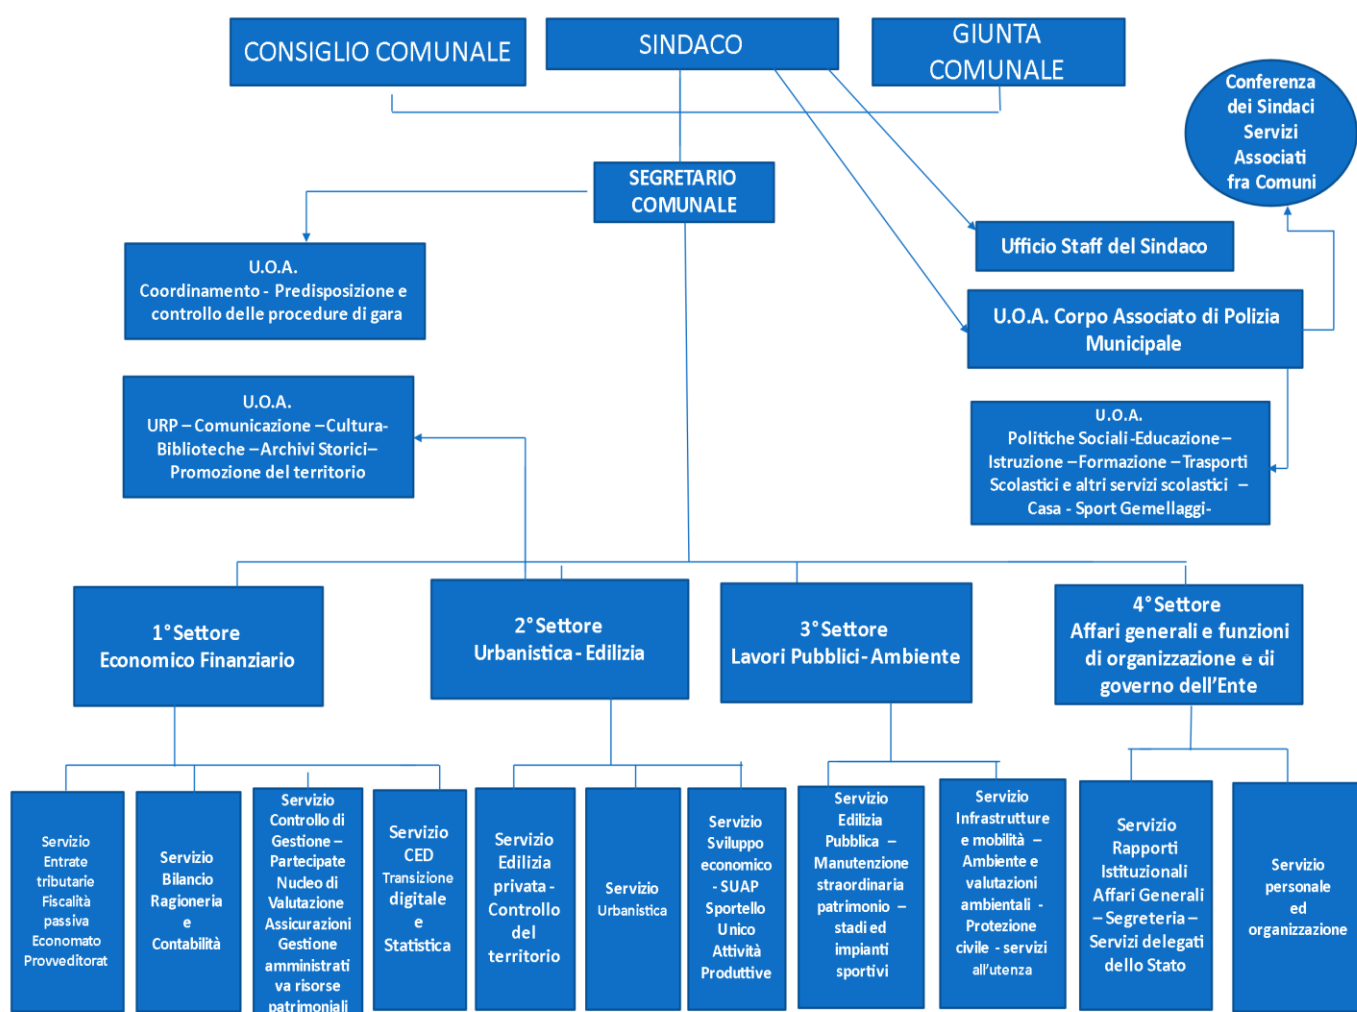 CONSIGLIO COMUNALE
SINDACO
GIUNTA
COMUNALE
Conferenza
dei Sindaci
Servizi
Associati
fra Comuni
SEGRETARIO
COMUNALE
Ufficio Staff del Sindaco
U.O.A.
Coordinamento - Predisposizione e
controllo delle procedure di gara
U.O.A. Corpo Associato di Polizia
Municipale
U.O.A.
URP – Comunicazione –Cultura-
Biblioteche –Archivi Storici–
Promozione del territorio
U.O.A.
Politiche Sociali -Educazione –
Istruzione –Formazione –Trasporti
Scolastici e altri servizi scolastici –
Casa - Sport Gemellaggi-
1° Settore
Economico Finanziario
2° Settore
Urbanistica - Edilizia
3° Settore
Lavori Pubblici - Ambiente
4° Settore
Affari generali e funzioni
di organizzazione e di
governo dell’Ente
Servizio
Entrate
tributarie
Fiscalità
passiva
Economato
Provveditorat
Servizio
Bilancio
Ragioneria
e
Contabilità
Servizio
Controllo di
Gestione –
Partecipate
Nucleo di
Valutazione
Assicurazioni
Gestione
amministrati
va risorse
patrimoniali
Servizio
CED
Transizione
digitale
e
Statistica
Servizio
Edilizia
privata -
Controllo
del
territorio
Servizio
Urbanistica
Servizio
Sviluppo
economico
- SUAP
Sportello
Unico
Attività
Produttive
Servizio
Edilizia
Pubblica –
Manutenzione
straordinaria
patrimonio –
stadi ed
impianti
sportivi
Servizio
Infrastrutture
e mobilità –
Ambiente e
valutazioni
ambientali -
Protezione
civile - servizi
all’utenza
Servizio
Rapporti
Istituzionali
Affari Generali
– Segreteria –
Servizi delegati
dello Stato
Servizio
personale
ed
organizzazione